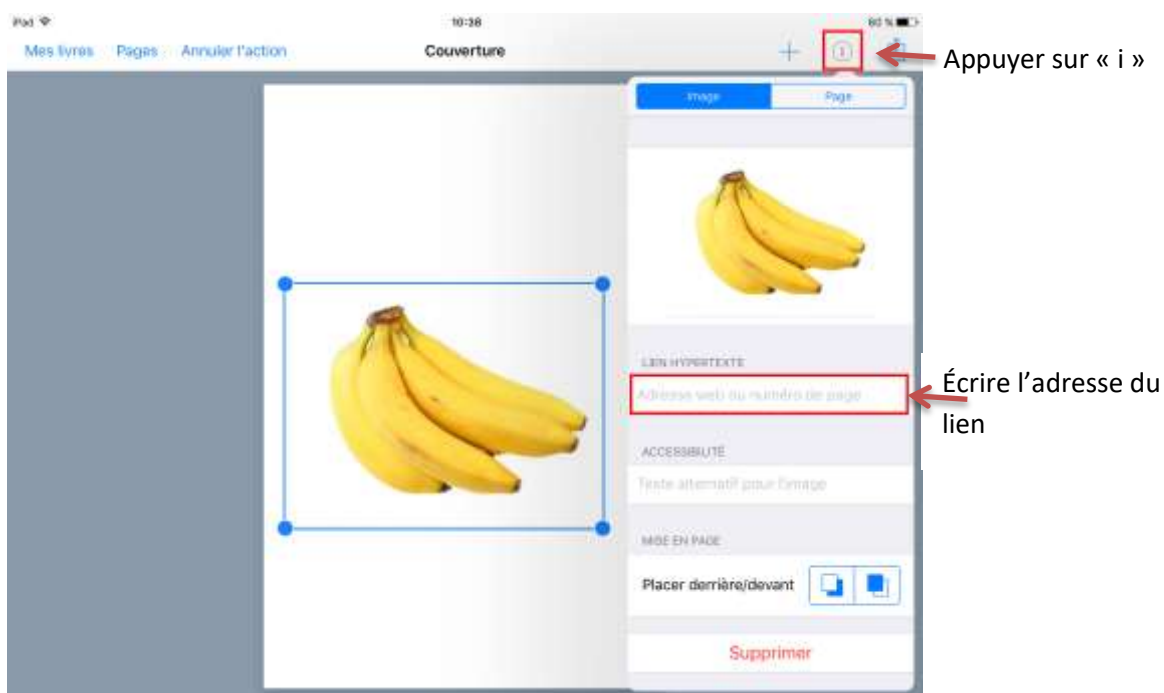 iPad 10:38 80 %
Mes livres Pages Annuler l'action Couverture
Appuyer sur « i »
Image Page
LIEN HYPERTEXTE
Adresse web ou numéro de page
Écrire l’adresse du
lien
ACCESSIBILITÉ
Texte alternatif pour l'image
MISE EN PAGE
Placer derrière/devant
Supprimer